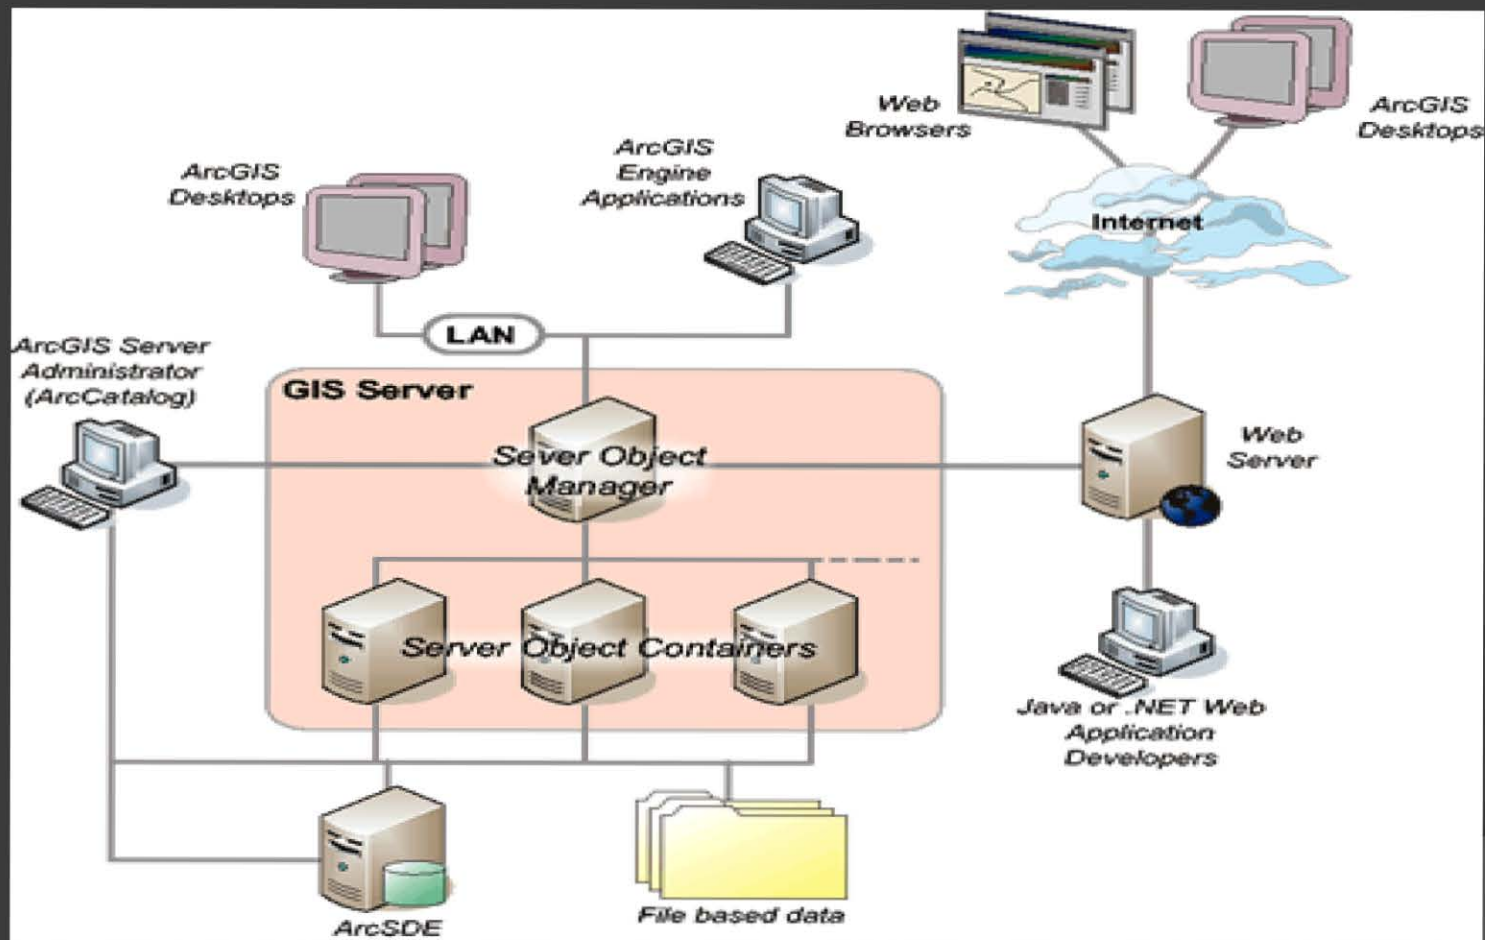 Web
Browsers
ArcGIS
Desktops
ArcGIS
Desktops
ArcGIS
Engine
Applications
Internet
LAN
ArcGIS Server
Administrator
(ArcCatalog)
GIS Server
Sever Object
Manager
Web
Server
Server Object Containers
Java or .NET Web
Application
Developers
ArcSDE
File based data